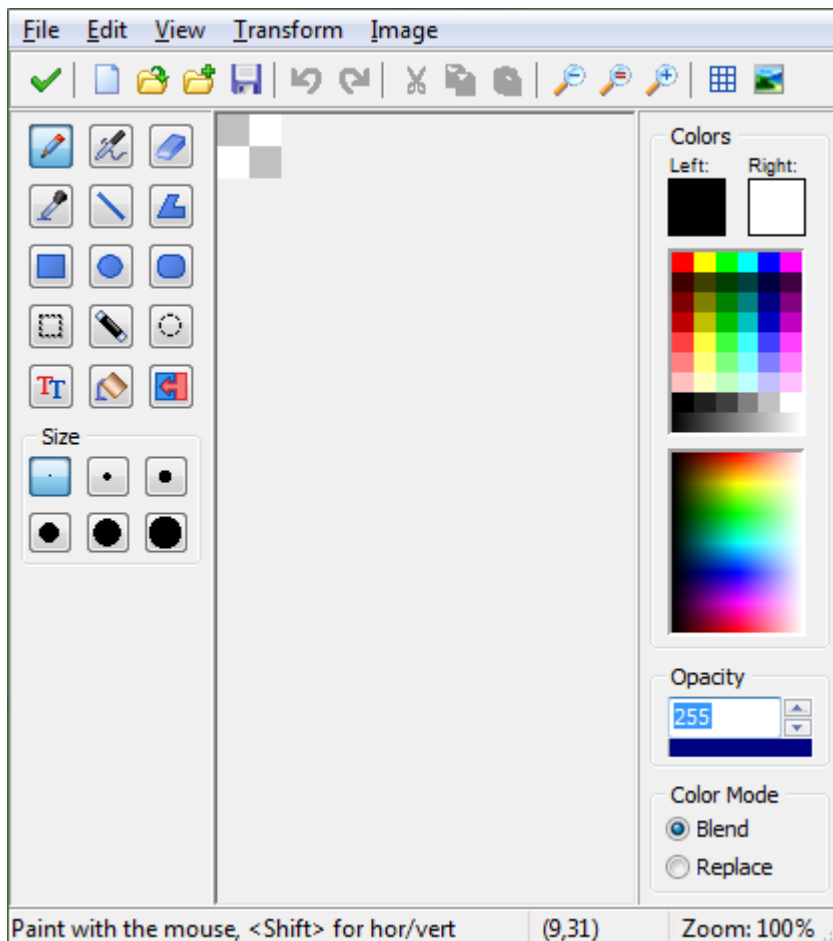 File Edit View Transform Image
Colors
Left: Right:
TT
Size
Opacity
255
Color Mode
Blend
Replace
Paint with the mouse, <Shift> for hor/vert (9,31) Zoom: 100%